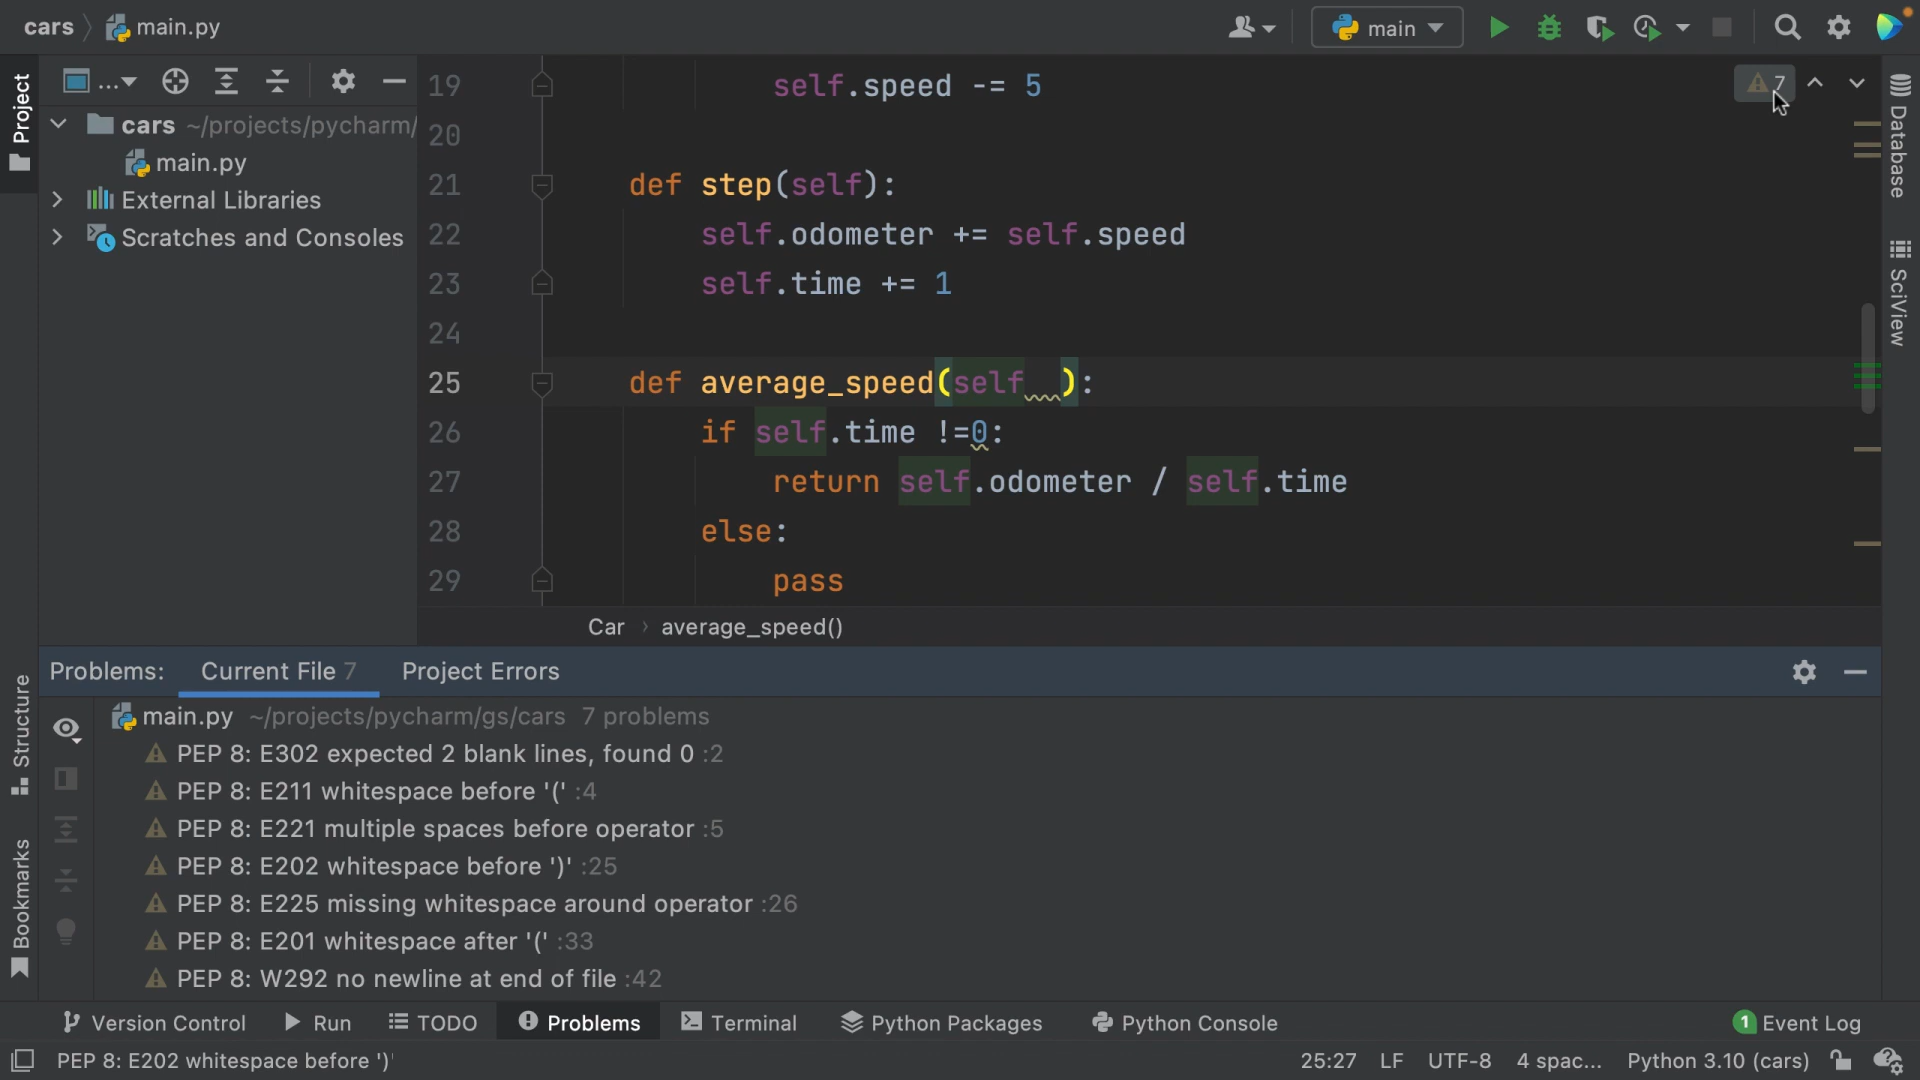 cars main.py
main
Project
...
cars ~/projects/pycharm/
main.py
External Libraries
Scratches and Consoles
Structure
Bookmarks
7
19 self.speed -= 5
20
21 def step(self):
22 self.odometer += self.speed
23 self.time += 1
24
25 def average_speed(self  ):
26 if self.time !=0:
27 return self.odometer / self.time
28 else:
29 pass
Car › average_speed()
Database
SciView
Problems: Current File 7 Project Errors
main.py ~/projects/pycharm/gs/cars 7 problems
PEP 8: E302 expected 2 blank lines, found 0 :2
PEP 8: E211 whitespace before '(' :4
PEP 8: E221 multiple spaces before operator :5
PEP 8: E202 whitespace before ')' :25
PEP 8: E225 missing whitespace around operator :26
PEP 8: E201 whitespace after '(' :33
PEP 8: W292 no newline at end of file :42
Version Control Run TODO Problems Terminal Python Packages Python Console 1 Event Log
PEP 8: E202 whitespace before ')' 25:27 LF UTF-8 4 spac... Python 3.10 (cars)